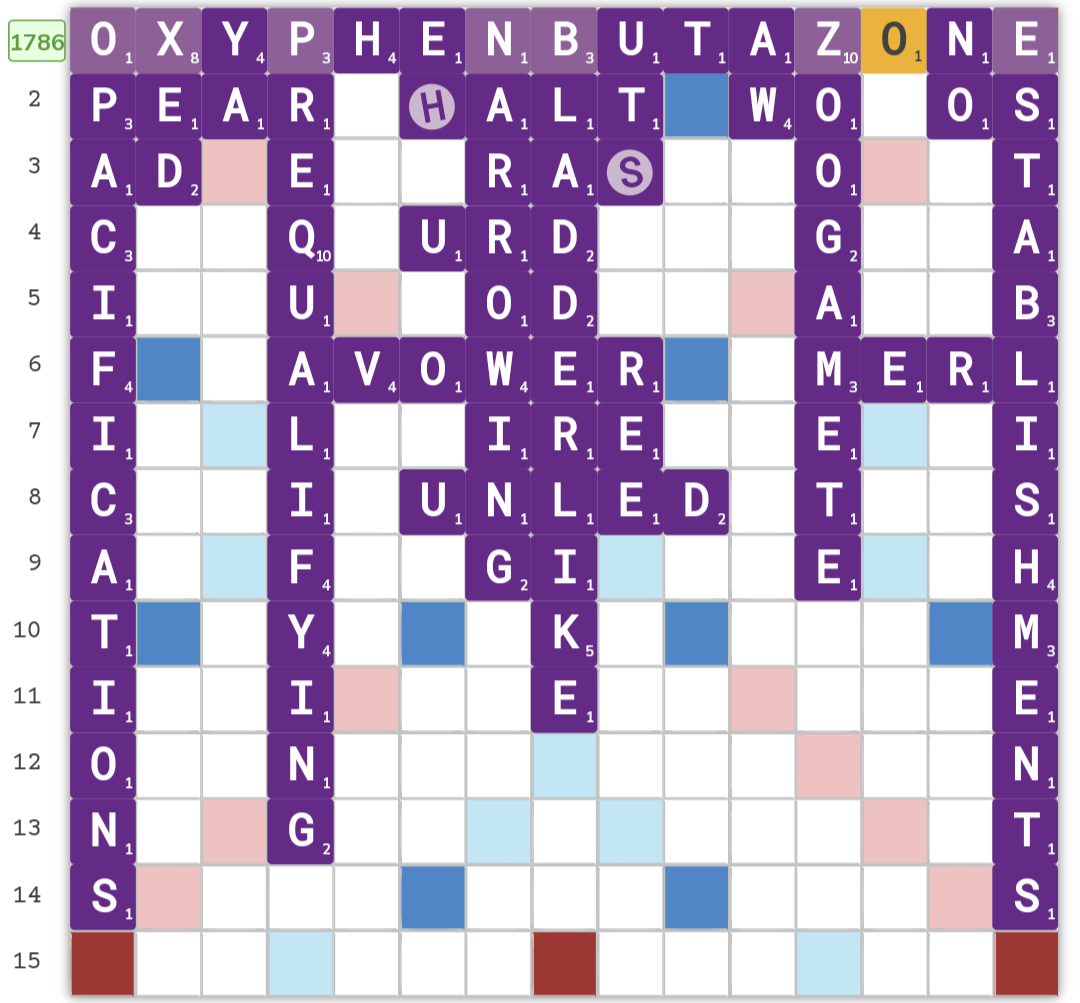 1786 O₁ X₈ Y₄ P₃ H₄ E₁ N₁ B₃ U₁ T₁ A₁ Z₁₀ O₁ N₁ E₁
2 P₃ E₁ A₁ R₁ H A₁ L₁ T₁ W₄ O₁ O₁ S₁
3 A₁ D₂ E₁ R₁ A₁ S O₁ T₁
4 C₃ Q₁₀ U₁ R₁ D₂ G₂ A₁
5 I₁ U₁ O₁ D₂ A₁ B₃
6 F₄ A₁ V₄ O₁ W₄ E₁ R₁ M₃ E₁ R₁ L₁
7 I₁ L₁ I₁ R₁ E₁ E₁ I₁
8 C₃ I₁ U₁ N₁ L₁ E₁ D₂ T₁ S₁
9 A₁ F₄ G₂ I₁ E₁ H₄
10 T₁ Y₄ K₅ M₃
11 I₁ I₁ E₁ E₁
12 O₁ N₁ N₁
13 N₁ G₂ T₁
14 S₁ S₁
15